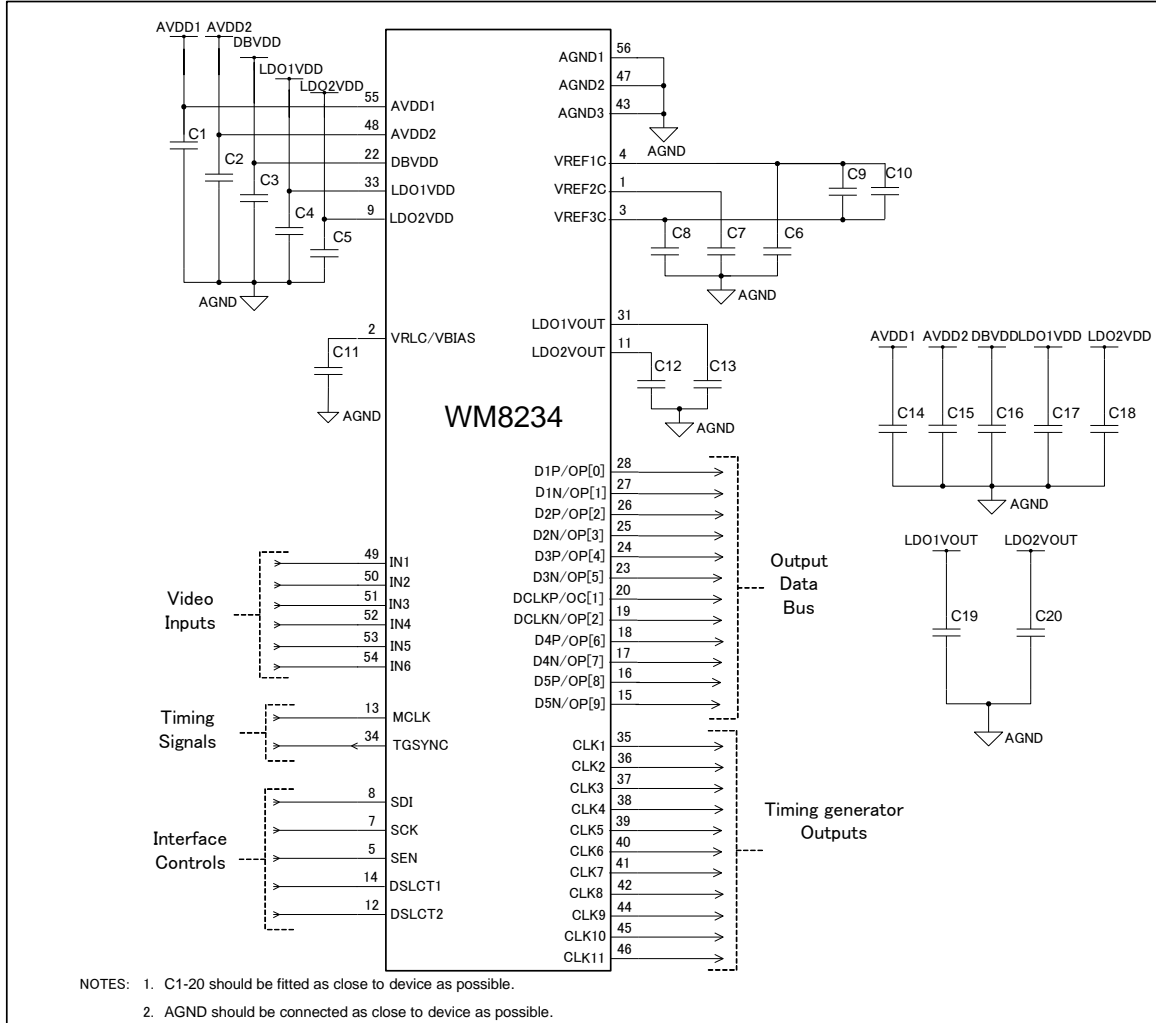 AVDD1 AVDD2
DBVDD
LDO1VDD
LDO2VDD
55 AVDD1
48 AVDD2
22 DBVDD
33 LDO1VDD
9 LDO2VDD
C1
C2
C3
C4
C5
AGND
2 VRLC/VBIAS
C11
AGND
WM8234
AGND1 56
AGND2 47
AGND3 43
AGND
VREF1C 4
VREF2C 1
VREF3C 3
C9 C10
C8 C7 C6
AGND
LDO1VOUT 31
LDO2VOUT 11
C12 C13
AGND
AVDD1 AVDD2 DBVDD LDO1VDD LDO2VDD
C14 C15 C16 C17 C18
AGND
LDO1VOUT LDO2VOUT
C19 C20
AGND
Video
Inputs
49 IN1
50 IN2
51 IN3
52 IN4
53 IN5
54 IN6
Timing
Signals
13 MCLK
34 TGSYNC
Interface
Controls
8 SDI
7 SCK
5 SEN
14 DSLCT1
12 DSLCT2
D1P/OP[0] 28
D1N/OP[1] 27
D2P/OP[2] 26
D2N/OP[3] 25
D3P/OP[4] 24
D3N/OP[5] 23
DCLKP/OC[1] 20
DCLKN/OP[2] 19
D4P/OP[6] 18
D4N/OP[7] 17
D5P/OP[8] 16
D5N/OP[9] 15
Output
Data
Bus
CLK1 35
CLK2 36
CLK3 37
CLK4 38
CLK5 39
CLK6 40
CLK7 41
CLK8 42
CLK9 44
CLK10 45
CLK11 46
Timing generator
Outputs
NOTES: 1. C1-20 should be fitted as close to device as possible.
2. AGND should be connected as close to device as possible.